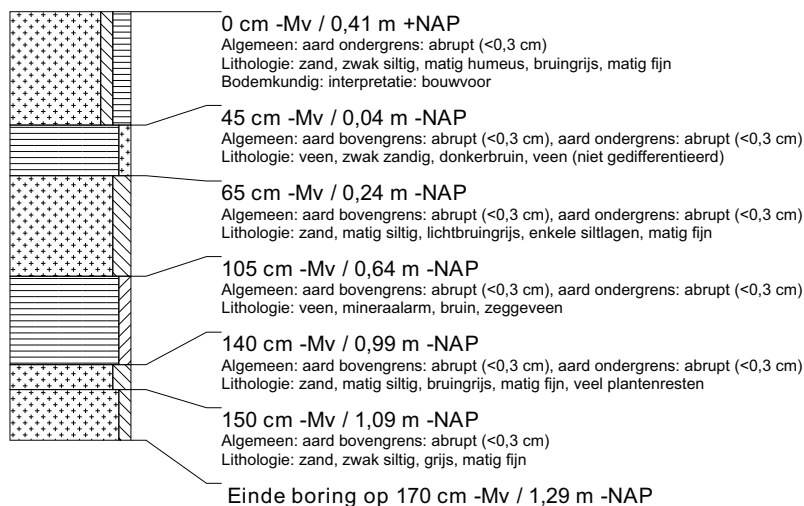 0 cm -Mv / 0,41 m +NAP
Algemeen: aard ondergrens: abrupt (<0,3 cm)
Lithologie: zand, zwak siltig, matig humeus, bruingrijs, matig fijn
Bodemkundig: interpretatie: bouwvoor
45 cm -Mv / 0,04 m -NAP
Algemeen: aard bovengrens: abrupt (<0,3 cm), aard ondergrens: abrupt (<0,3 cm)
Lithologie: veen, zwak zandig, donkerbruin, veen (niet gedifferentieerd)
65 cm -Mv / 0,24 m -NAP
Algemeen: aard bovengrens: abrupt (<0,3 cm), aard ondergrens: abrupt (<0,3 cm)
Lithologie: zand, matig siltig, lichtbruingrijs, enkele siltlagen, matig fijn
105 cm -Mv / 0,64 m -NAP
Algemeen: aard bovengrens: abrupt (<0,3 cm), aard ondergrens: abrupt (<0,3 cm)
Lithologie: veen, mineraalarm, bruin, zeggeveen
140 cm -Mv / 0,99 m -NAP
Algemeen: aard bovengrens: abrupt (<0,3 cm), aard ondergrens: abrupt (<0,3 cm)
Lithologie: zand, matig siltig, bruingrijs, matig fijn, veel plantenresten
150 cm -Mv / 1,09 m -NAP
Algemeen: aard bovengrens: abrupt (<0,3 cm)
Lithologie: zand, zwak siltig, grijs, matig fijn
Einde boring op 170 cm -Mv / 1,29 m -NAP